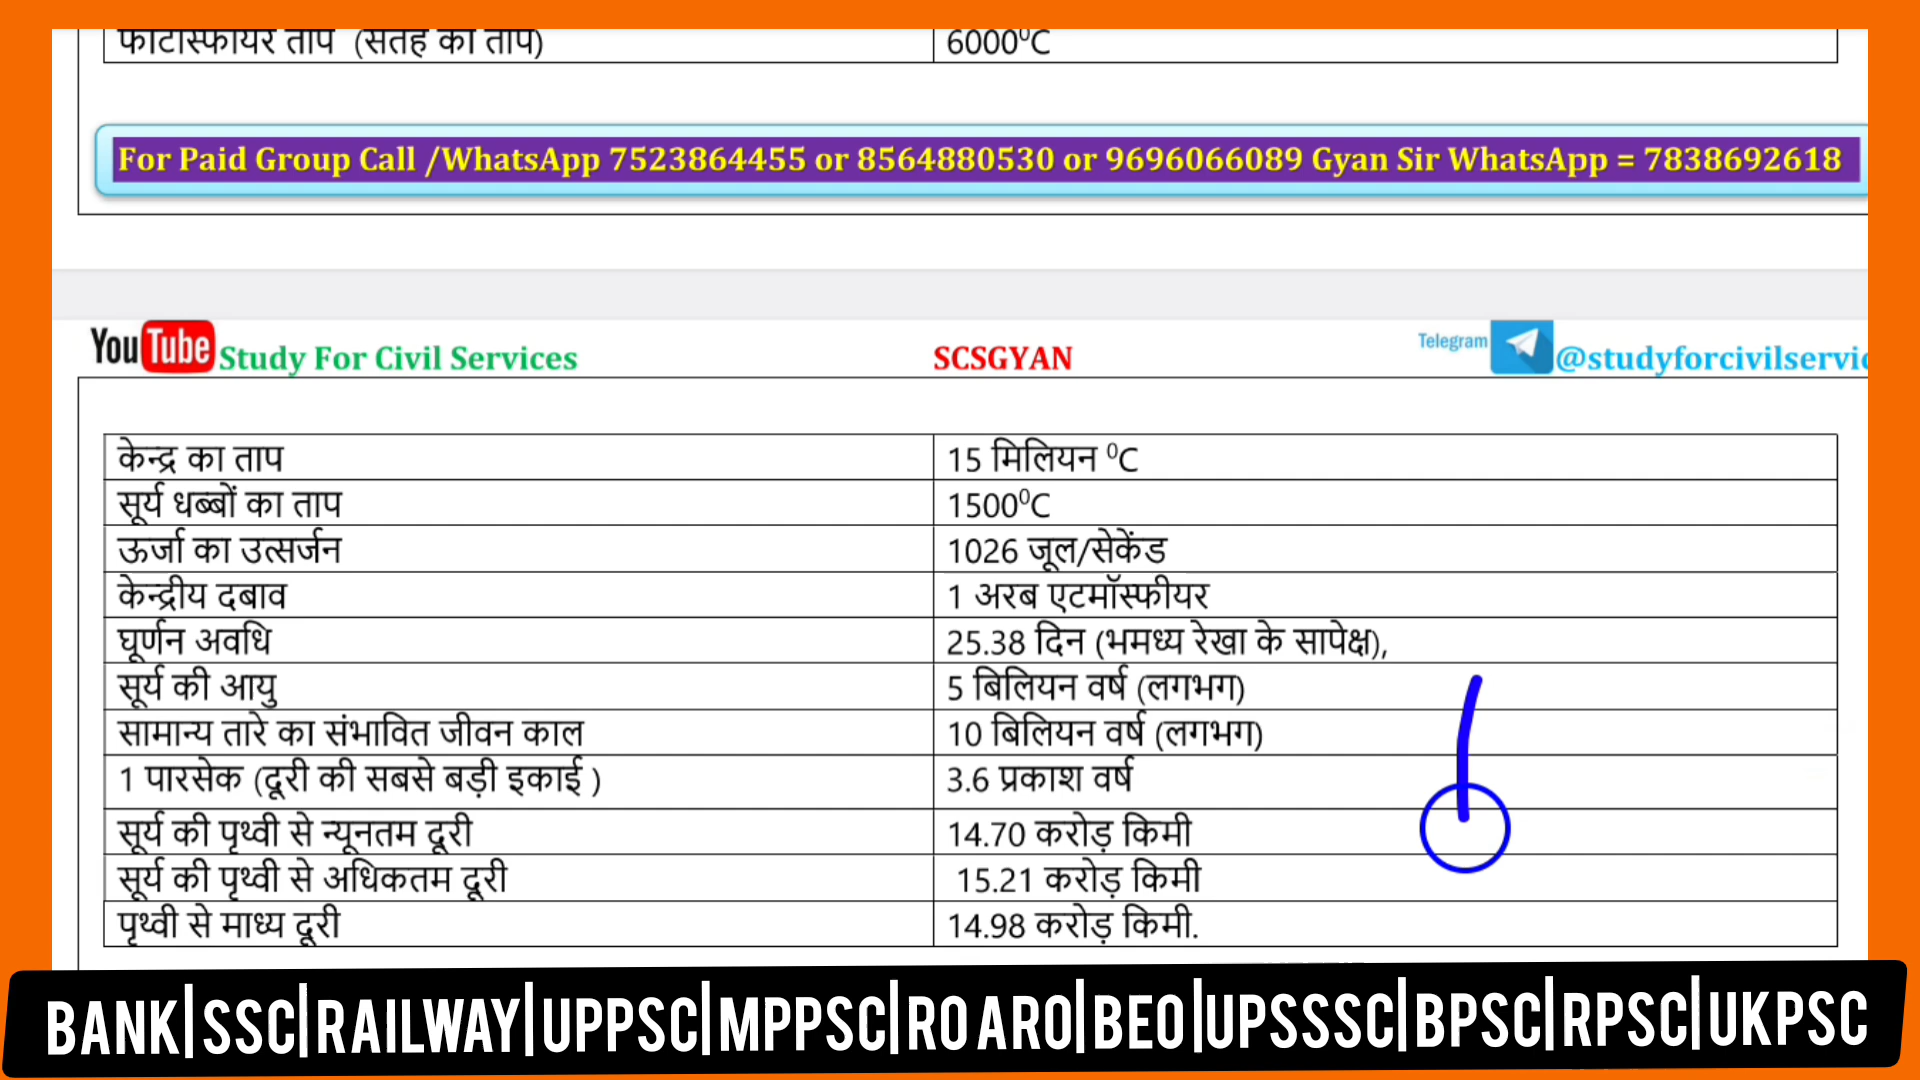 फोटोस्फीयर ताप (सतह का ताप) 6000⁰C
For Paid Group Call /WhatsApp 7523864455 or 8564880530 or 9696066089 Gyan Sir WhatsApp = 7838692618
YouTube Study For Civil Services SCSGYAN Telegram @studyforcivilservic
केन्द्र का ताप 15 मिलियन ⁰C
सूर्य धब्बों का ताप 1500⁰C
ऊर्जा का उत्सर्जन 1026 जूल/सेकेंड
केन्द्रीय दबाव 1 अरब एटमॉस्फीयर
घूर्णन अवधि 25.38 दिन (भमध्य रेखा के सापेक्ष),
सूर्य की आयु 5 बिलियन वर्ष (लगभग)
सामान्य तारे का संभावित जीवन काल 10 बिलियन वर्ष (लगभग)
1 पारसेक (दूरी की सबसे बड़ी इकाई ) 3.6 प्रकाश वर्ष
सूर्य की पृथ्वी से न्यूनतम दूरी 14.70 करोड़ किमी
सूर्य की पृथ्वी से अधिकतम दूरी 15.21 करोड़ किमी
पृथ्वी से माध्य दूरी 14.98 करोड़ किमी.
BANK|SSC|RAILWAY|UPPSC|MPPSC|RO ARO|BEO|UPSSSC|BPSC|RPSC|UKPSC